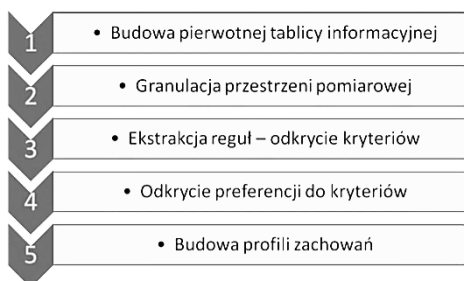 1 • Budowa pierwotnej tablicy informacyjnej
2 • Granulacja przestrzeni pomiarowej
3 • Ekstrakcja reguł – odkrycie kryteriów
4 • Odkrycie preferencji do kryteriów
5 • Budowa profili zachowań